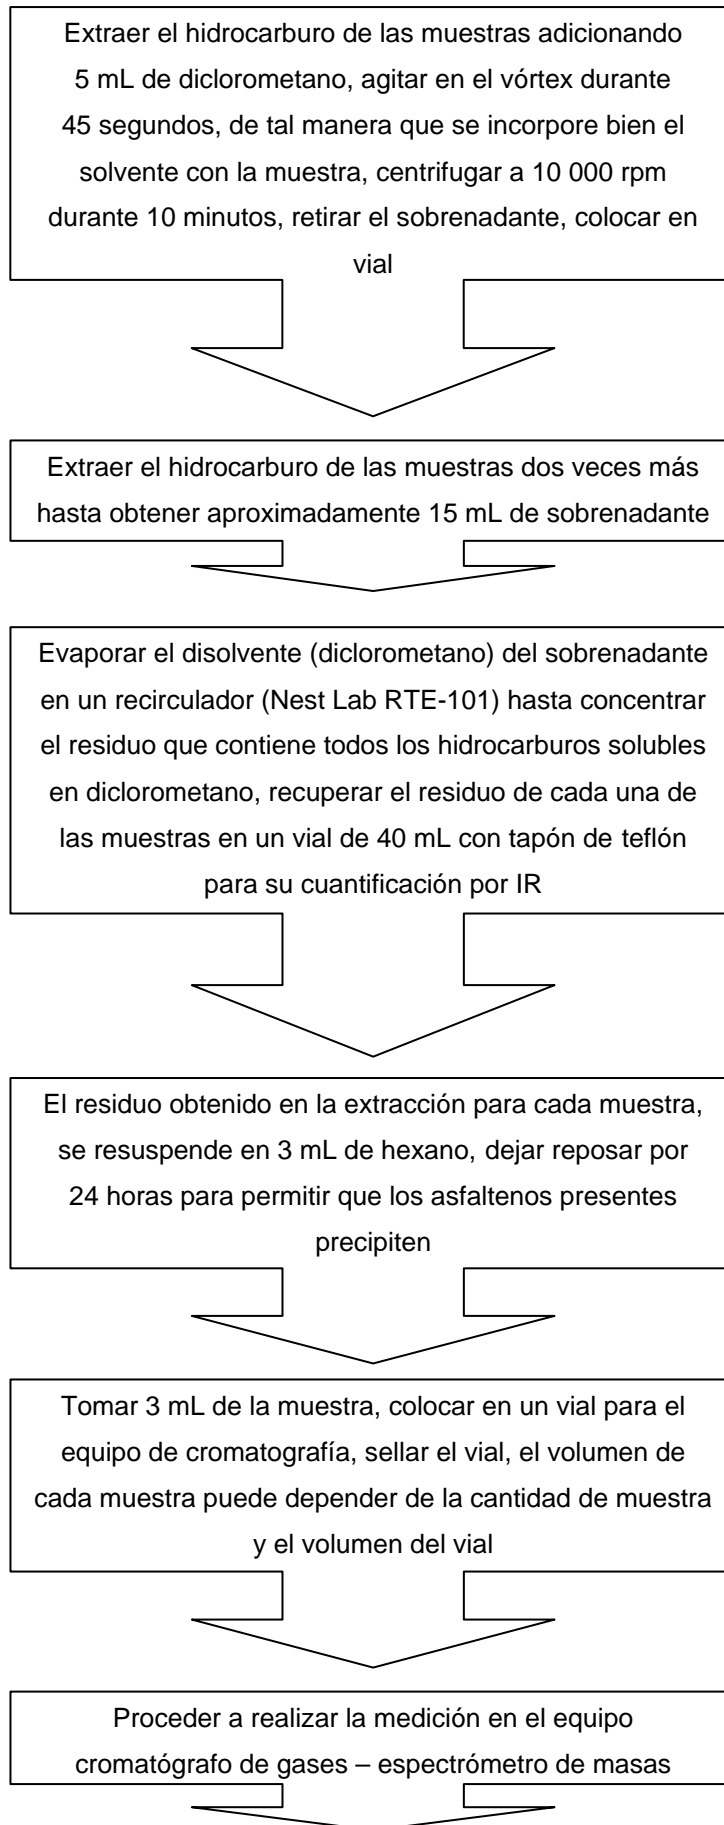 Extraer el hidrocarburo de las muestras adicionando
5 mL de diclorometano, agitar en el vórtex durante
45 segundos, de tal manera que se incorpore bien el
solvente con la muestra, centrifugar a 10 000 rpm
durante 10 minutos, retirar el sobrenadante, colocar en
vial
Extraer el hidrocarburo de las muestras dos veces más
hasta obtener aproximadamente 15 mL de sobrenadante
Evaporar el disolvente (diclorometano) del sobrenadante
en un recirculador (Nest Lab RTE-101) hasta concentrar
el residuo que contiene todos los hidrocarburos solubles
en diclorometano, recuperar el residuo de cada una de
las muestras en un vial de 40 mL con tapón de teflón
para su cuantificación por IR
El residuo obtenido en la extracción para cada muestra,
se resuspende en 3 mL de hexano, dejar reposar por
24 horas para permitir que los asfaltenos presentes
precipiten
Tomar 3 mL de la muestra, colocar en un vial para el
equipo de cromatografía, sellar el vial, el volumen de
cada muestra puede depender de la cantidad de muestra
y el volumen del vial
Proceder a realizar la medición en el equipo
cromatógrafo de gases – espectrómetro de masas